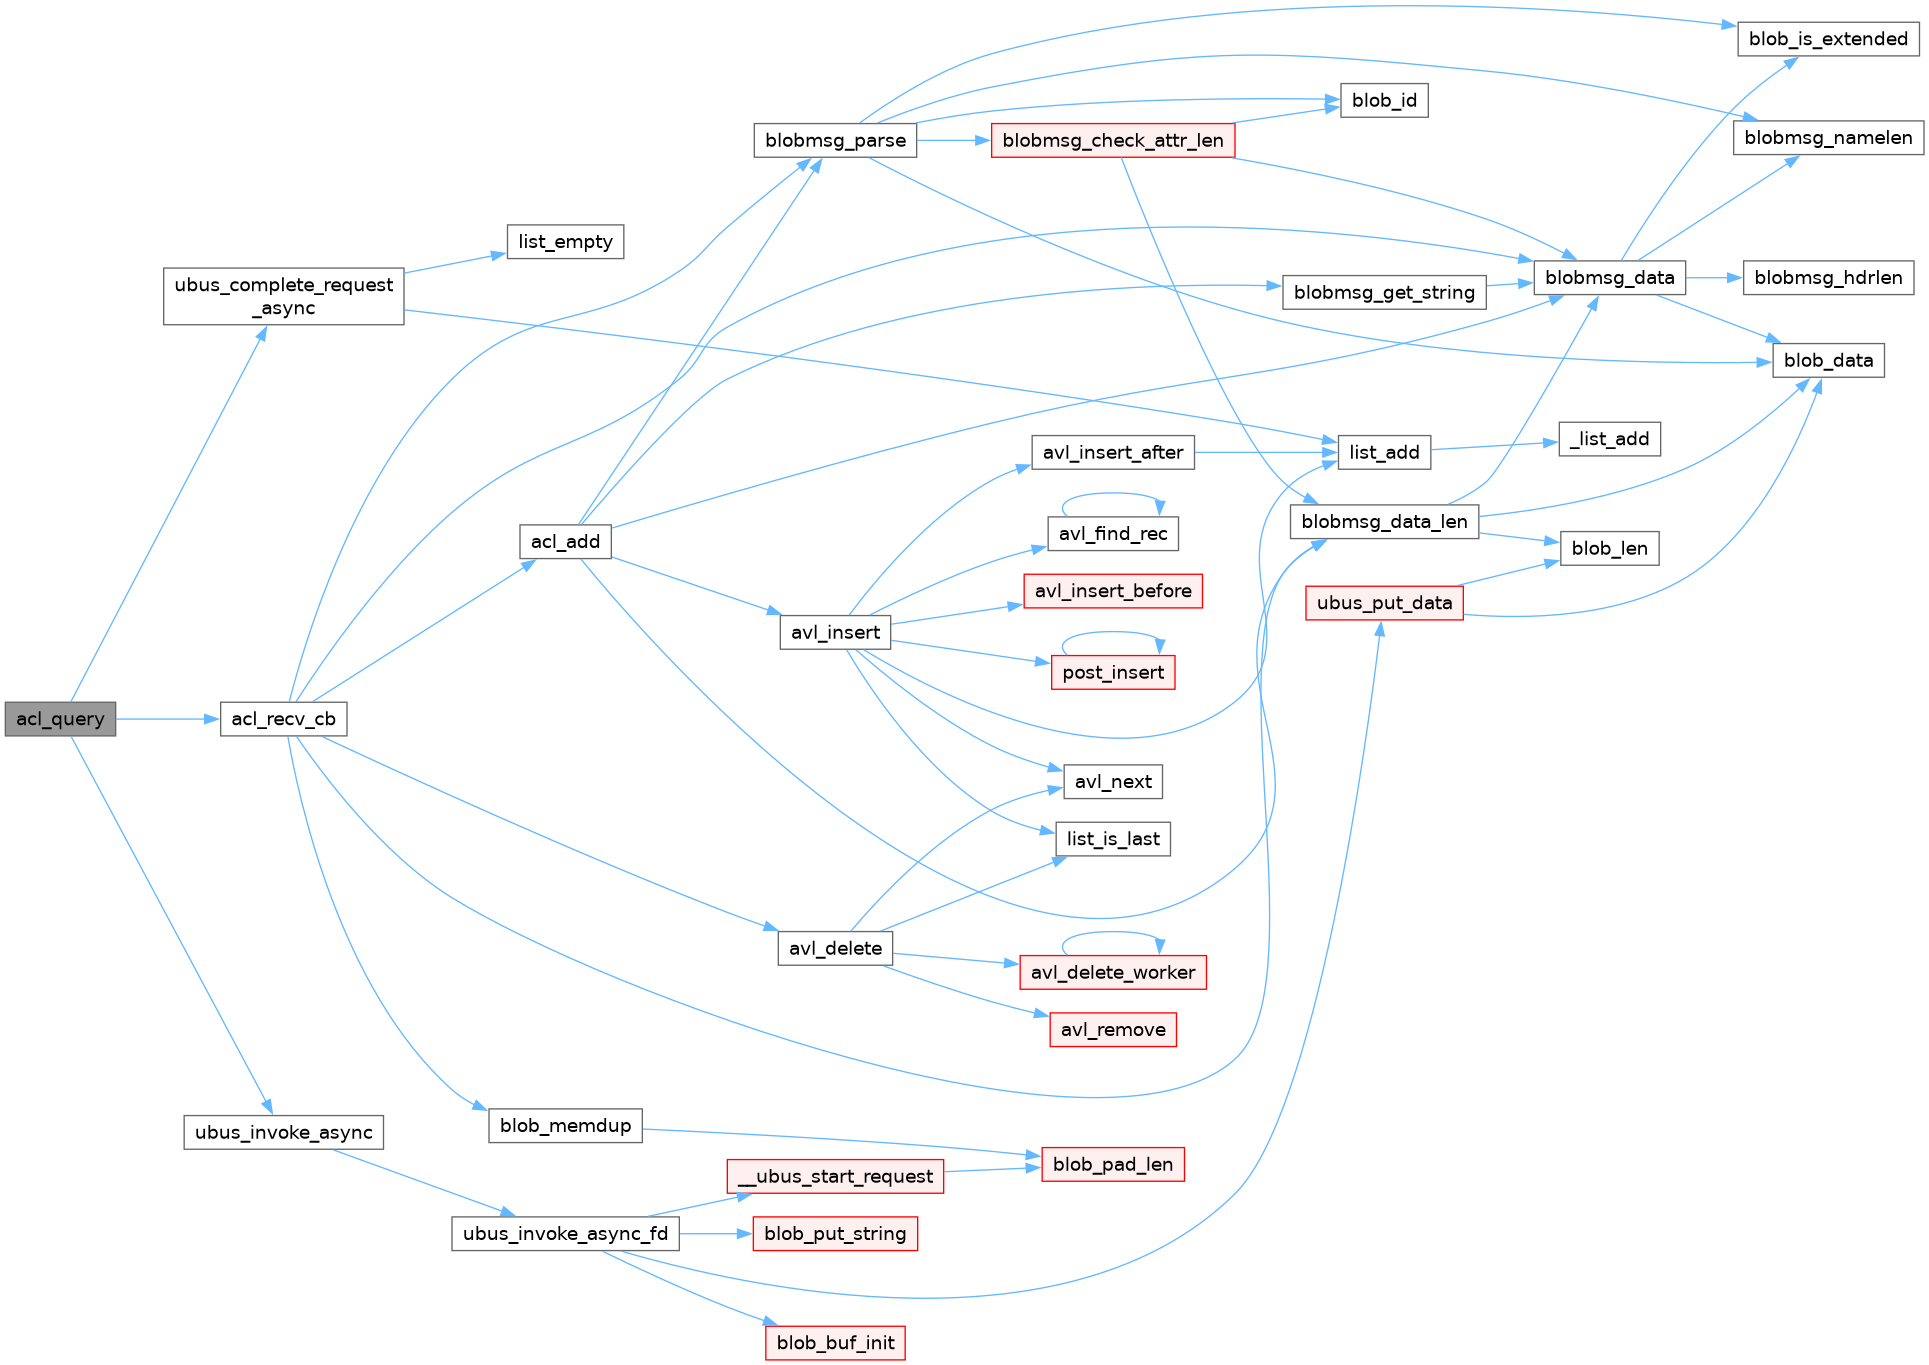 blob_is_extended
blob_id
blobmsg_parse
blobmsg_check_attr_len
blobmsg_namelen
list_empty
ubus_complete_request
_async
blobmsg_data
blobmsg_hdrlen
blobmsg_get_string
blob_data
avl_insert_after
list_add
_list_add
acl_add
avl_find_rec
blobmsg_data_len
blob_len
avl_insert_before
ubus_put_data
avl_insert
post_insert
acl_query
acl_recv_cb
avl_next
list_is_last
avl_delete
avl_delete_worker
avl_remove
ubus_invoke_async
blob_memdup
blob_pad_len
__ubus_start_request
ubus_invoke_async_fd
blob_put_string
blob_buf_init